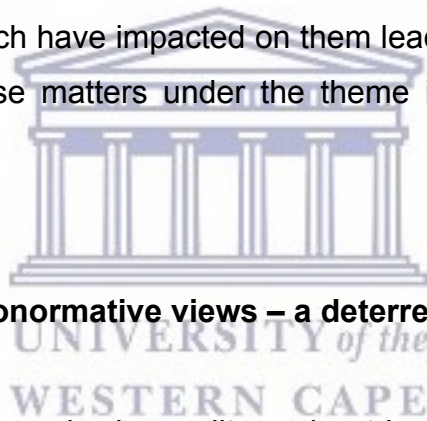 ch have impacted on them lead
se matters under the theme i
onormative views – a deterre
UNIVERSITY of the
WESTERN CAPE